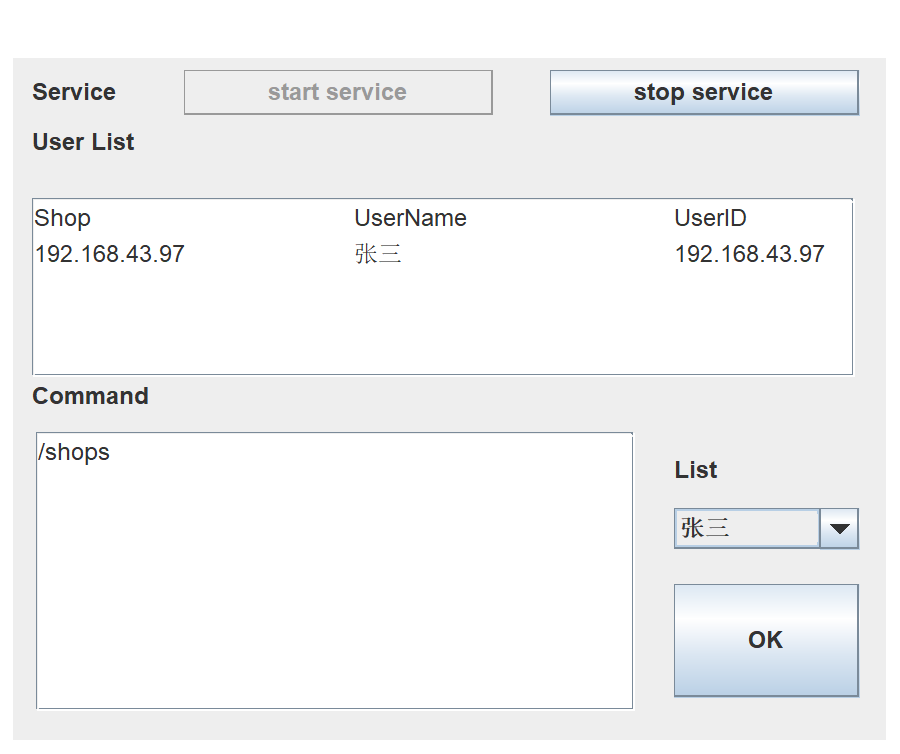 Service start service stop service
User List
Shop UserName UserID
192.168.43.97 张三 192.168.43.97
Command
/shops
List
张三
OK